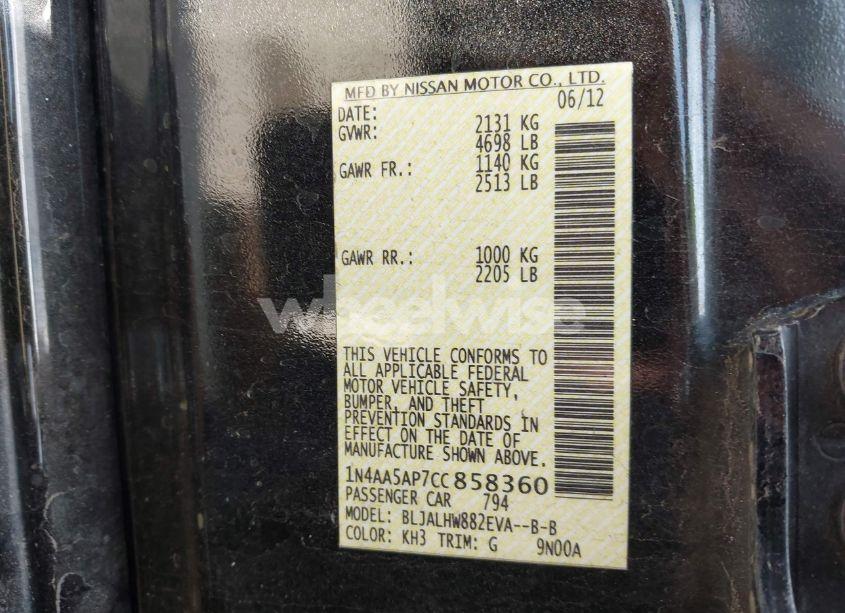 MFD BY NISSAN MOTOR CO., LTD.
DATE: 06/12
GVWR: 2131 KG
4698 LB
GAWR FR.: 1140 KG
2513 LB
GAWR RR.: 1000 KG
2205 LB
wheelwise
THIS VEHICLE CONFORMS TO
ALL APPLICABLE FEDERAL
MOTOR VEHICLE SAFETY,
BUMPER, AND THEFT
PREVENTION STANDARDS IN
EFFECT ON THE DATE OF
MANUFACTURE SHOWN ABOVE.
1N4AA5AP7CC858360
PASSENGER CAR 794
MODEL: BLJALHW882EVA--B-B
COLOR: KH3 TRIM: G 9N00A